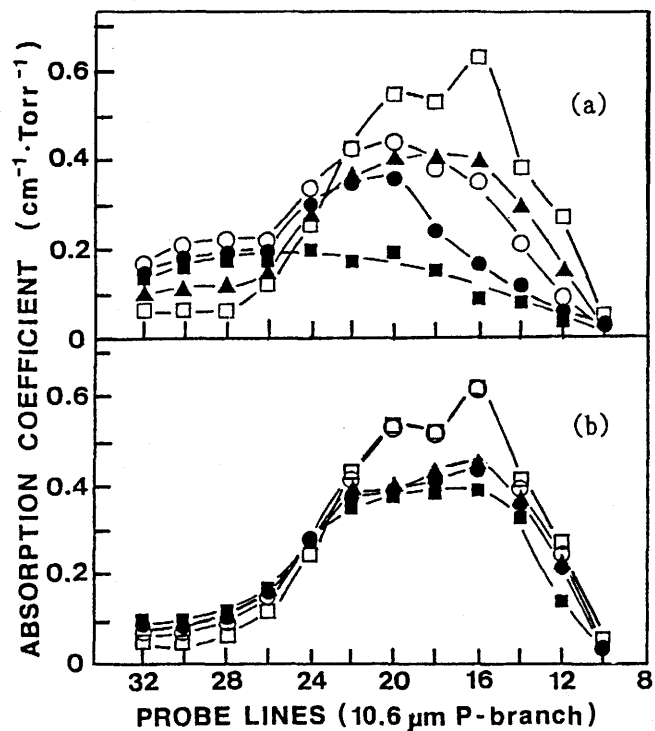 ABSORPTION COEFFICIENT (cm⁻¹·Torr⁻¹)
0.6
(a)
0.4
0.2
0
0.6
(b)
0.4
0.2
0
32 28 24 20 16 12 8
PROBE LINES (10.6 μm P-branch)